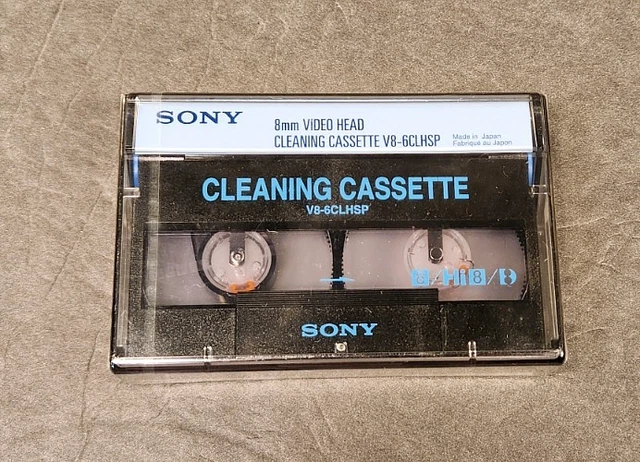 SONY
8mm ViDEO HEAD
CLEANING CASSETTE V8-6CLHSP
Made in Japan
Fabriqué au Japon
CLEANING CASSETTE
V8-6CLHSP
8/Hi8/D
SONY